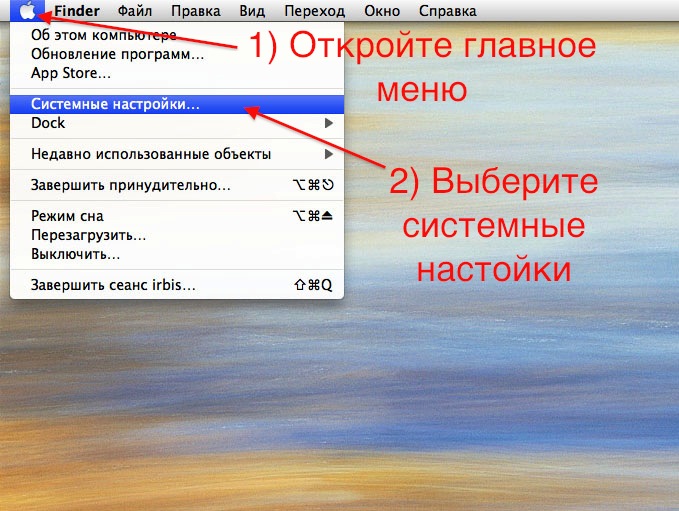 Finder Файл Правка Вид Переход Окно Справка
Об этом компьютере
Обновление программ...
App Store...
Системные настройки...
Dock ▶
Недавно использованные объекты ▶
Завершить принудительно... ⌥⌘⎋
Режим сна ⌥⌘⏏
Перезагрузить...
Выключить...
Завершить сеанс irbis... ⇧⌘Q
1) Откройте главное
меню
2) Выберите
системные
настойки